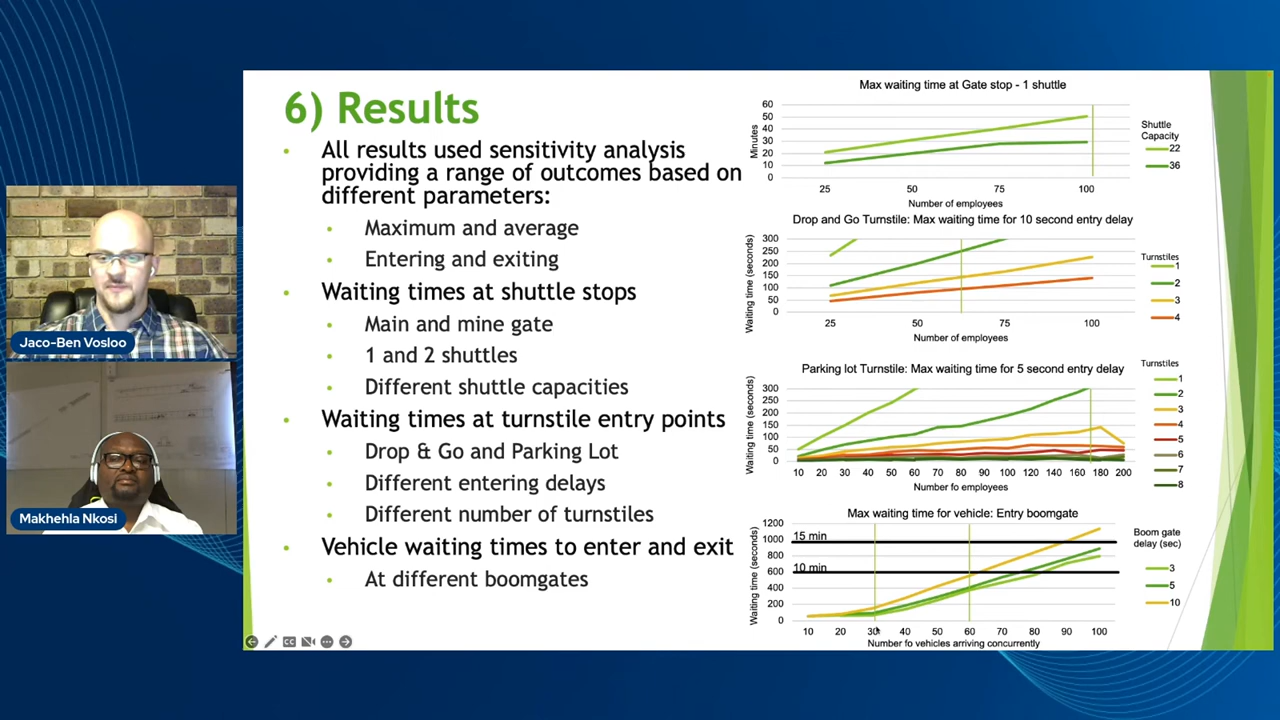 6) Results
• All results used sensitivity analysis
providing a range of outcomes based on
different parameters:
• Maximum and average
• Entering and exiting
• Waiting times at shuttle stops
• Main and mine gate
• 1 and 2 shuttles
• Different shuttle capacities
• Waiting times at turnstile entry points
• Drop & Go and Parking Lot
• Different entering delays
• Different number of turnstiles
• Vehicle waiting times to enter and exit
• At different boomgates
Max waiting time at Gate stop - 1 shuttle
Minutes
60
50
40
30
20
10
0
25 50 75 100
Number of employees
Shuttle
Capacity
22
36
Drop and Go Turnstile: Max waiting time for 10 second entry delay
Waiting time (seconds)
300
250
200
150
100
50
0
25 50 75 100
Number of employees
Turnstiles
1
2
3
4
Parking lot Turnstile: Max waiting time for 5 second entry delay
Waiting time (seconds)
300
250
200
150
100
50
0
10 20 30 40 50 60 70 80 90 100 120 140 160 180 200
Number fo employees
Turnstiles
1
2
3
4
5
6
7
8
Max waiting time for vehicle: Entry boomgate
Waiting time (seconds)
1200
1000
800
600
400
200
0
15 min
10 min
10 20 30 40 50 60 70 80 90 100
Number fo vehicles arriving concurrently
Boom gate
delay (sec)
3
5
10
Jaco-Ben Vosloo
Makhehla Nkosi
CC